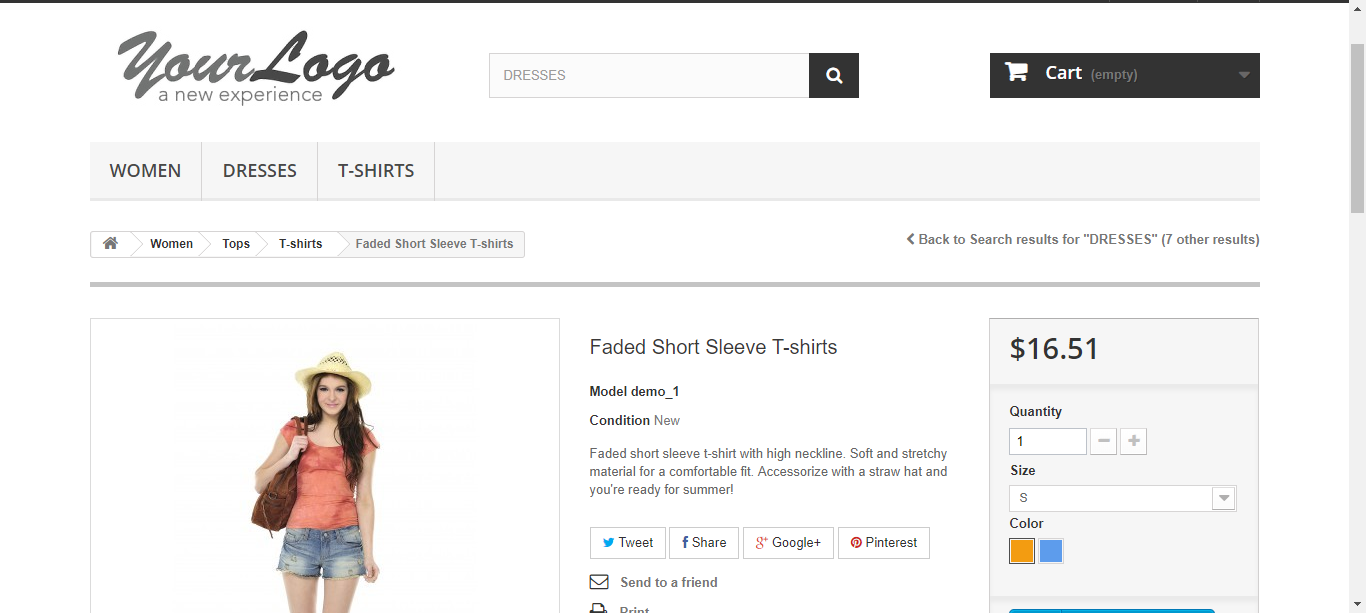 YourLogo
a new experience
DRESSES
Cart (empty)
WOMEN
DRESSES
T-SHIRTS
Women
Tops
T-shirts
Faded Short Sleeve T-shirts
Back to Search results for "DRESSES" (7 other results)
Faded Short Sleeve T-shirts
Model demo_1
Condition New
Faded short sleeve t-shirt with high neckline. Soft and stretchy
material for a comfortable fit. Accessorize with a straw hat and
you're ready for summer!
Tweet
Share
Google+
Pinterest
Send to a friend
Print
$16.51
Quantity
1
Size
S
Color